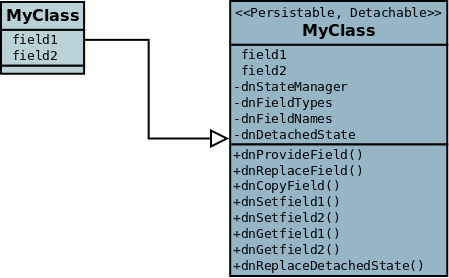 MyClass
field1
field2
<<Persistable, Detachable>>
MyClass
field1
field2
-dnStateManager
-dnFieldTypes
-dnFieldNames
-dnDetachedState
+dnProvideField()
+dnReplaceField()
+dnCopyField()
+dnSetfield1()
+dnSetfield2()
+dnGetfield1()
+dnGetfield2()
+dnReplaceDetachedState()